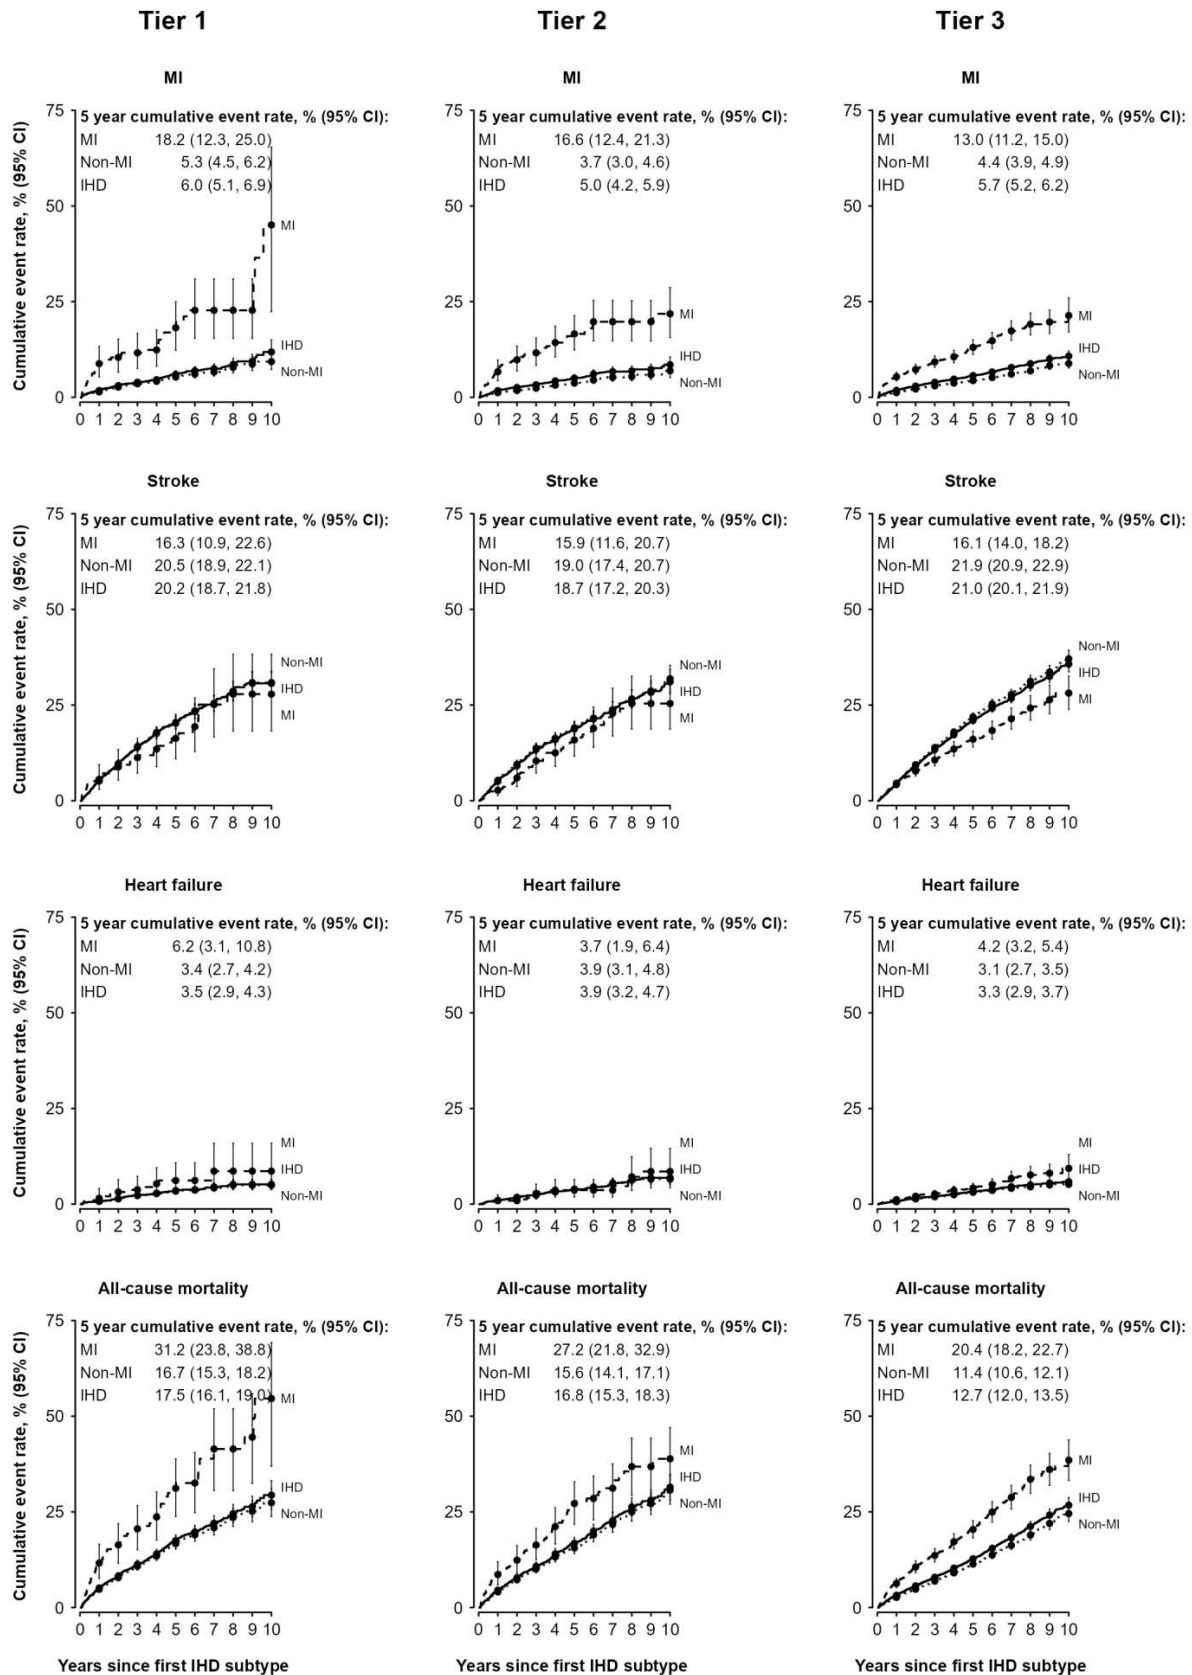 Tier 1
Tier 2
Tier 3
MI
MI
MI
Cumulative event rate, % (95% CI)
75
50
25
0
5 year cumulative event rate, % (95% CI):
MI 18.2 (12.3, 25.0)
Non-MI 5.3 (4.5, 6.2)
IHD 6.0 (5.1, 6.9)
MI
IHD
Non-MI
0 1 2 3 4 5 6 7 8 9 10
75
50
25
0
5 year cumulative event rate, % (95% CI):
MI 16.6 (12.4, 21.3)
Non-MI 3.7 (3.0, 4.6)
IHD 5.0 (4.2, 5.9)
MI
IHD
Non-MI
0 1 2 3 4 5 6 7 8 9 10
75
50
25
0
5 year cumulative event rate, % (95% CI):
MI 13.0 (11.2, 15.0)
Non-MI 4.4 (3.9, 4.9)
IHD 5.7 (5.2, 6.2)
MI
IHD
Non-MI
0 1 2 3 4 5 6 7 8 9 10
Stroke
Stroke
Stroke
Cumulative event rate, % (95% CI)
75
50
25
0
5 year cumulative event rate, % (95% CI):
MI 16.3 (10.9, 22.6)
Non-MI 20.5 (18.9, 22.1)
IHD 20.2 (18.7, 21.8)
Non-MI
IHD
MI
0 1 2 3 4 5 6 7 8 9 10
75
50
25
0
5 year cumulative event rate, % (95% CI):
MI 15.9 (11.6, 20.7)
Non-MI 19.0 (17.4, 20.7)
IHD 18.7 (17.2, 20.3)
Non-MI
IHD
MI
0 1 2 3 4 5 6 7 8 9 10
75
50
25
0
5 year cumulative event rate, % (95% CI):
MI 16.1 (14.0, 18.2)
Non-MI 21.9 (20.9, 22.9)
IHD 21.0 (20.1, 21.9)
Non-MI
IHD
MI
0 1 2 3 4 5 6 7 8 9 10
Heart failure
Heart failure
Heart failure
Cumulative event rate, % (95% CI)
75
50
25
0
5 year cumulative event rate, % (95% CI):
MI 6.2 (3.1, 10.8)
Non-MI 3.4 (2.7, 4.2)
IHD 3.5 (2.9, 4.3)
MI
IHD
Non-MI
0 1 2 3 4 5 6 7 8 9 10
75
50
25
0
5 year cumulative event rate, % (95% CI):
MI 3.7 (1.9, 6.4)
Non-MI 3.9 (3.1, 4.8)
IHD 3.9 (3.2, 4.7)
MI
IHD
Non-MI
0 1 2 3 4 5 6 7 8 9 10
75
50
25
0
5 year cumulative event rate, % (95% CI):
MI 4.2 (3.2, 5.4)
Non-MI 3.1 (2.7, 3.5)
IHD 3.3 (2.9, 3.7)
MI
IHD
Non-MI
0 1 2 3 4 5 6 7 8 9 10
All-cause mortality
All-cause mortality
All-cause mortality
Cumulative event rate, % (95% CI)
75
50
25
0
5 year cumulative event rate, % (95% CI):
MI 31.2 (23.8, 38.8)
Non-MI 16.7 (15.3, 18.2)
IHD 17.5 (16.1, 19.0)
MI
IHD
Non-MI
0 1 2 3 4 5 6 7 8 9 10
75
50
25
0
5 year cumulative event rate, % (95% CI):
MI 27.2 (21.8, 32.9)
Non-MI 15.6 (14.1, 17.1)
IHD 16.8 (15.3, 18.3)
MI
IHD
Non-MI
0 1 2 3 4 5 6 7 8 9 10
75
50
25
0
5 year cumulative event rate, % (95% CI):
MI 20.4 (18.2, 22.7)
Non-MI 11.4 (10.6, 12.1)
IHD 12.7 (12.0, 13.5)
MI
IHD
Non-MI
0 1 2 3 4 5 6 7 8 9 10
Years since first IHD subtype
Years since first IHD subtype
Years since first IHD subtype